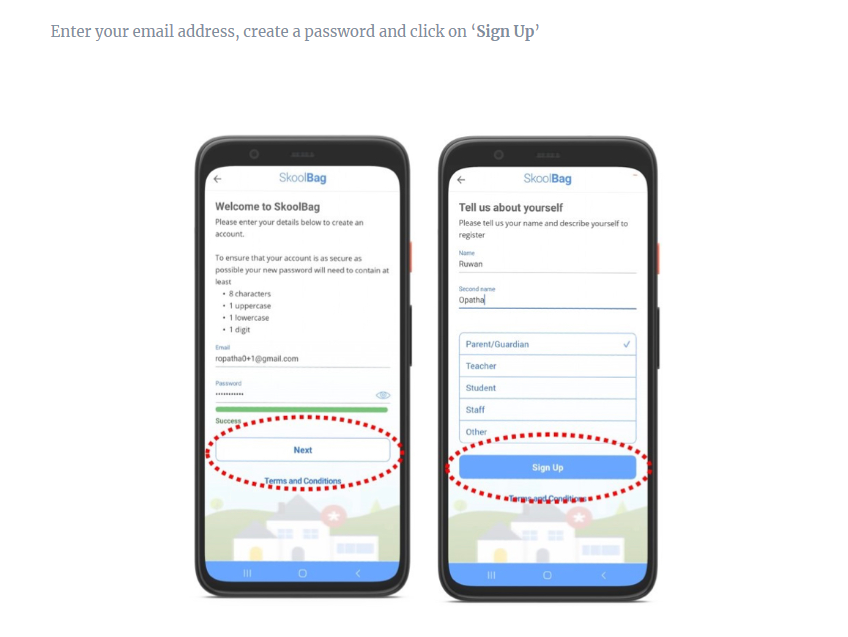 Enter your email address, create a password and click on ‘Sign Up’
SkoolBag
Welcome to SkoolBag
Please enter your details below to create an
account.
To ensure that your account is as secure as
possible your new password will need to contain at
least
• 8 characters
• 1 uppercase
• 1 lowercase
• 1 digit
Email
ropatha0+1@gmail.com
Password
•••••••••••
Success
Next
Terms and Conditions
SkoolBag
Tell us about yourself
Please tell us your name and describe yourself to
register
Name
Ruwan
Second name
Opatha
Parent/Guardian
Teacher
Student
Staff
Other
Sign Up
Terms and Conditions